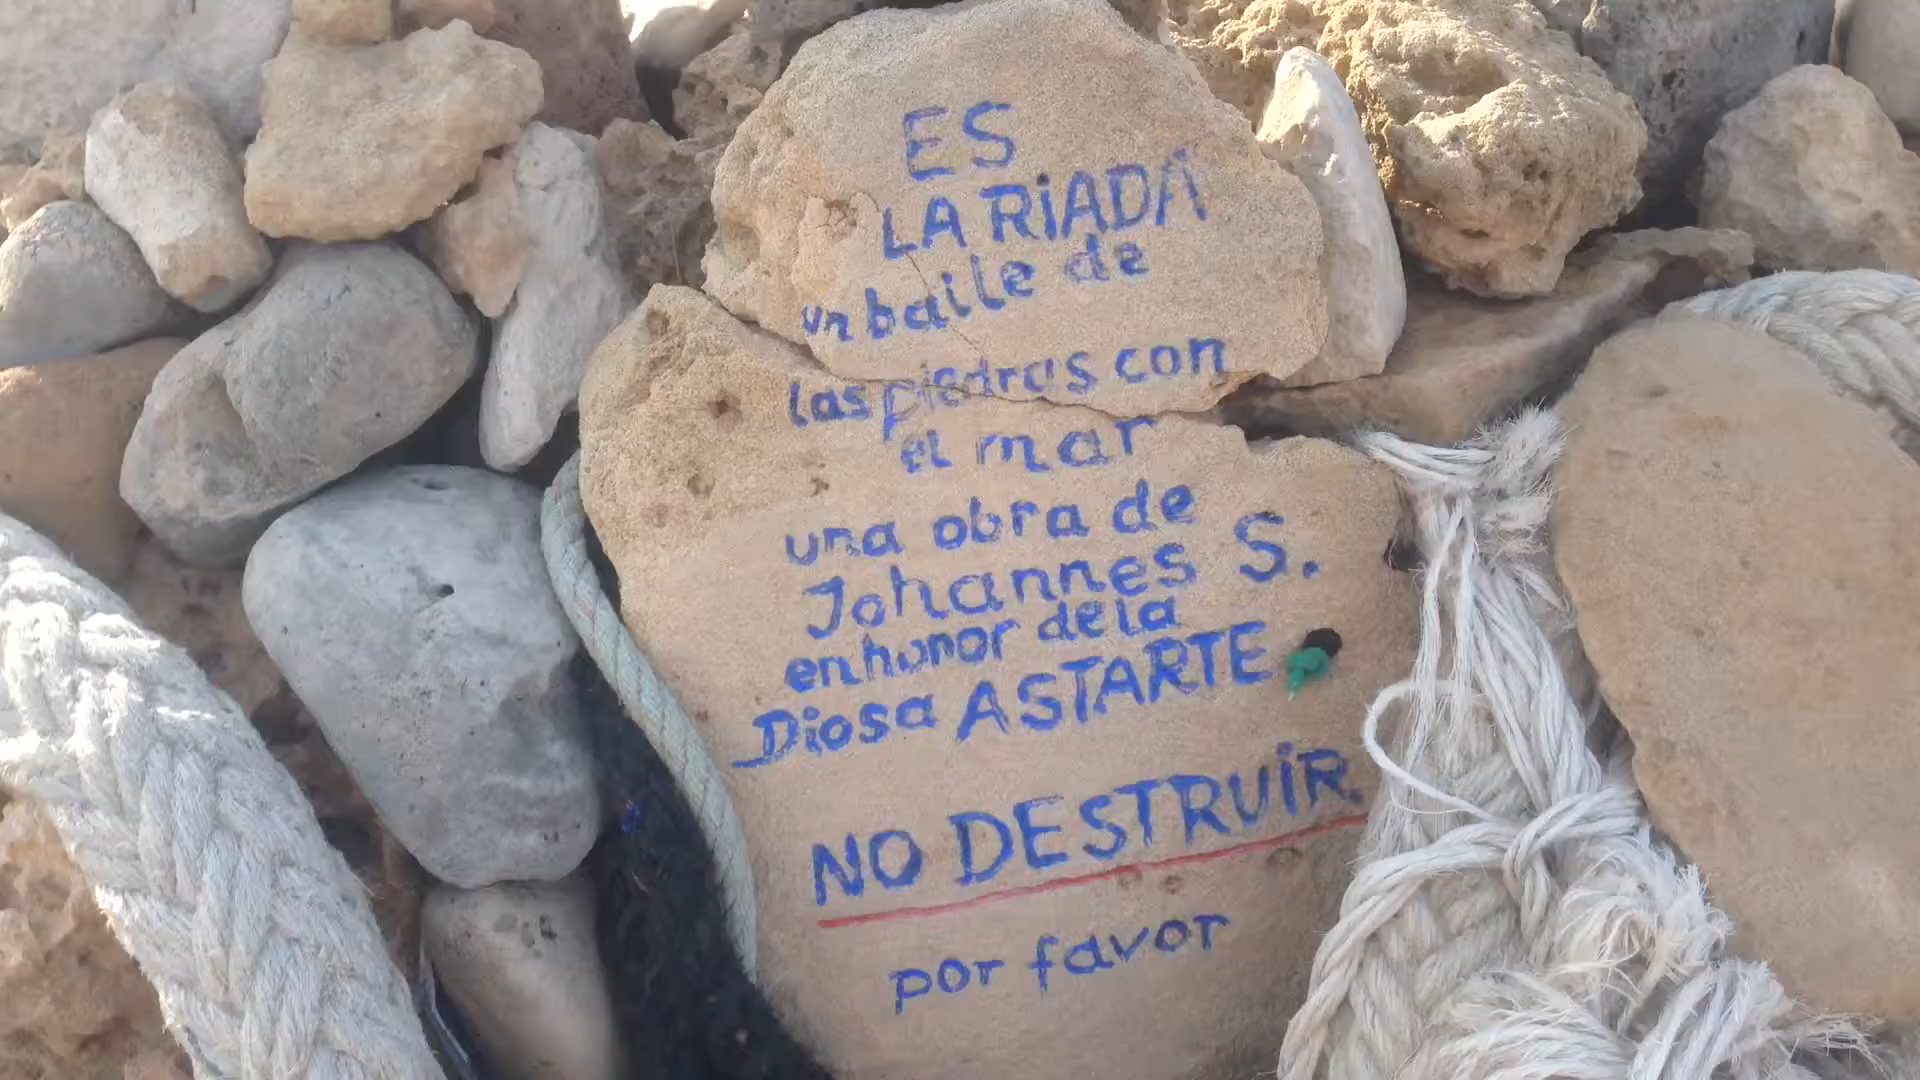 ES
LA RiADA
un baile de
las piedras con
el mar
una obra de
Johannes S.
en honor de la
Diosa ASTARTE
NO DESTRUiR.
por favor